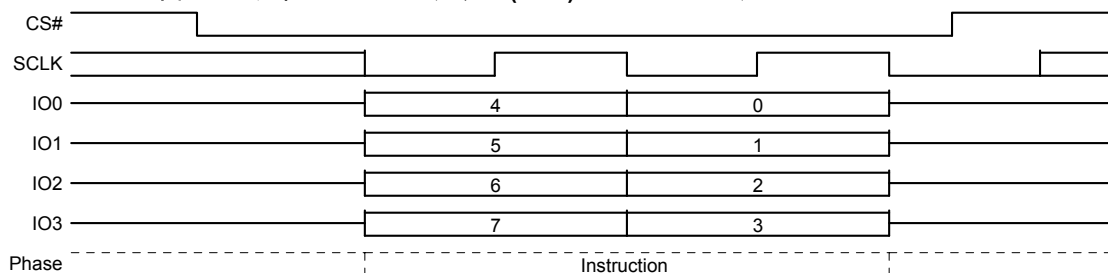 CS#
SCLK
IO0 4 0
IO1 5 1
IO2 6 2
IO3 7 3
Phase Instruction